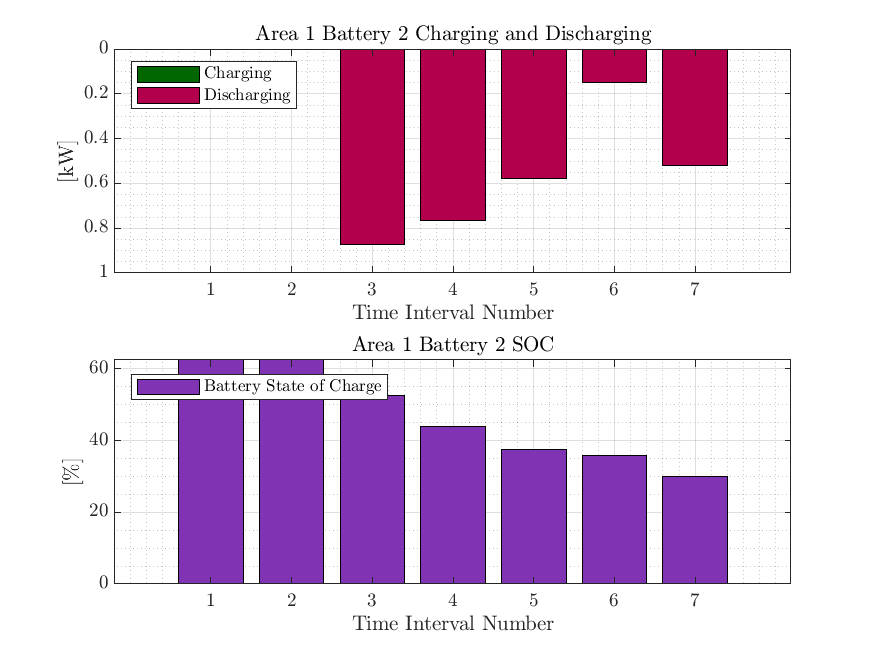 Area 1 Battery 2 Charging and Discharging
0
0.2
0.4
0.6
0.8
1
[kW]
Charging
Discharging
1 2 3 4 5 6 7
Time Interval Number
Area 1 Battery 2 SOC
60
40
20
0
[%]
Battery State of Charge
1 2 3 4 5 6 7
Time Interval Number